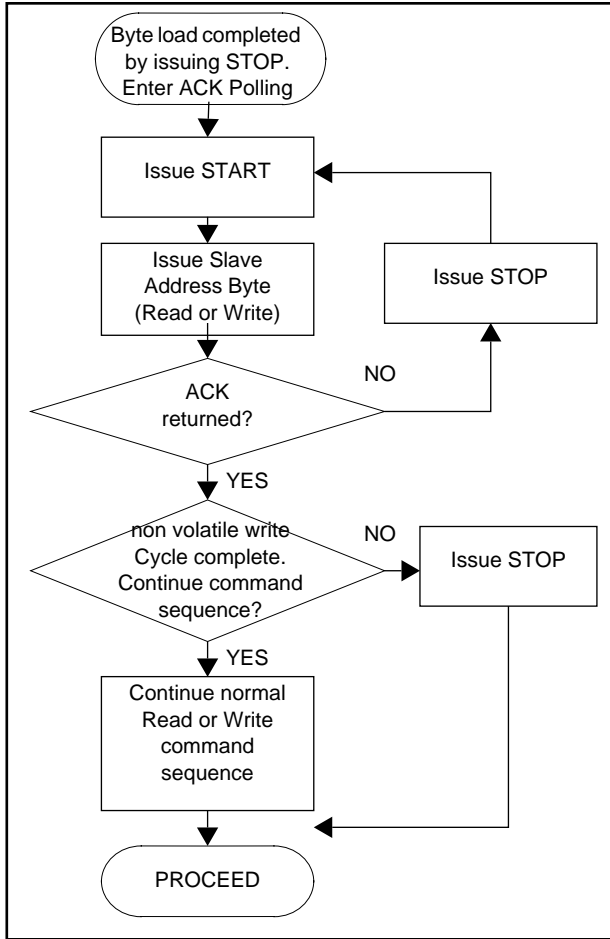 Byte load completed
by issuing STOP.
Enter ACK Polling
Issue START
Issue Slave
Address Byte
(Read or Write)
Issue STOP
ACK
returned?
NO
YES
non volatile write
Cycle complete.
Continue command
sequence?
NO
Issue STOP
YES
Continue normal
Read or Write
command
sequence
PROCEED